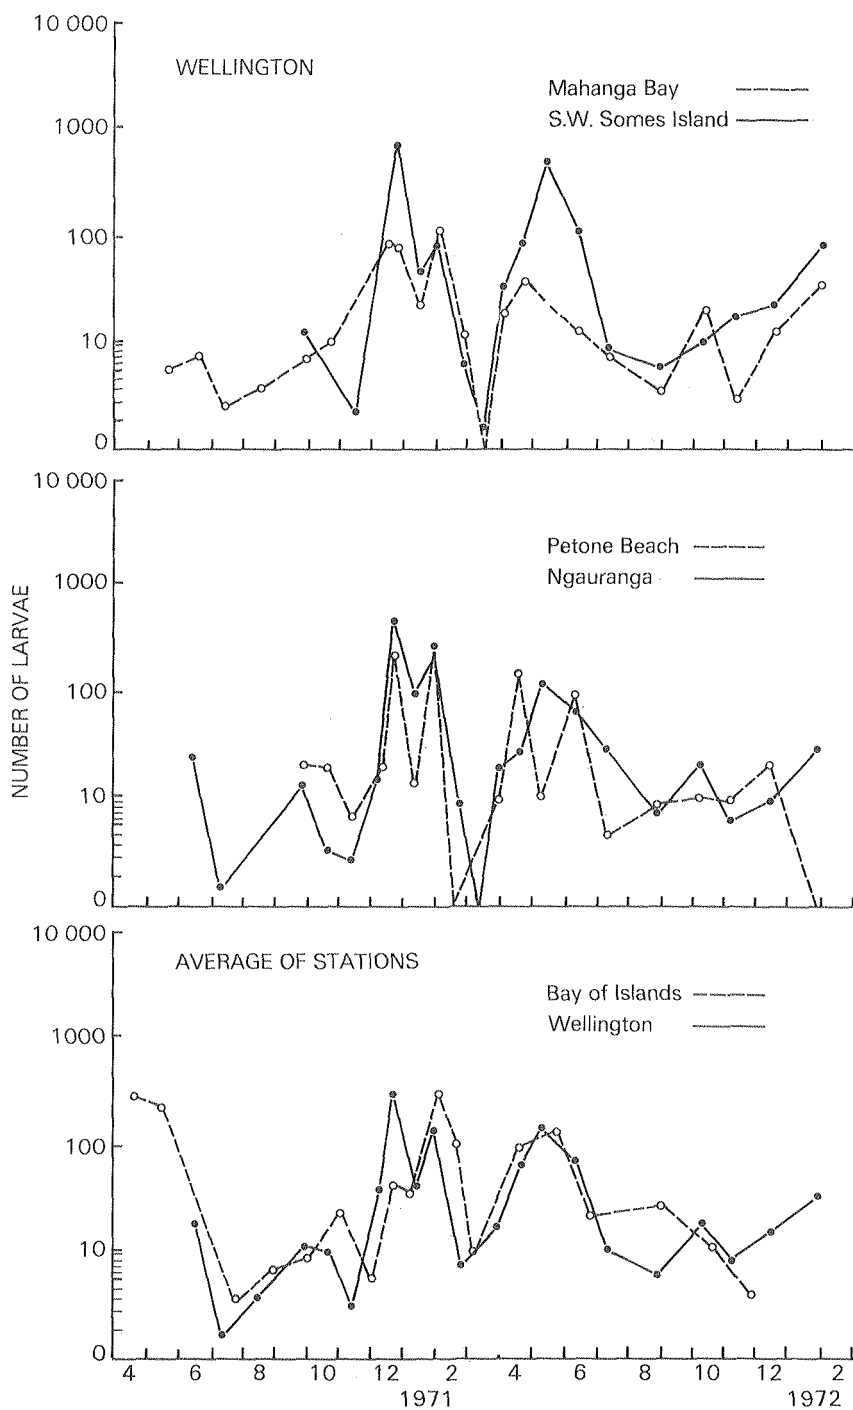 10 000
WELLINGTON
Mahanga Bay
S.W. Somes Island
1000
100
10
0
10 000
Petone Beach
Ngauranga
1000
NUMBER OF LARVAE
100
10
0
10 000
AVERAGE OF STATIONS
Bay of Islands
Wellington
1000
100
10
0
4 6 8 10 12 2 4 6 8 10 12 2
1971 1972